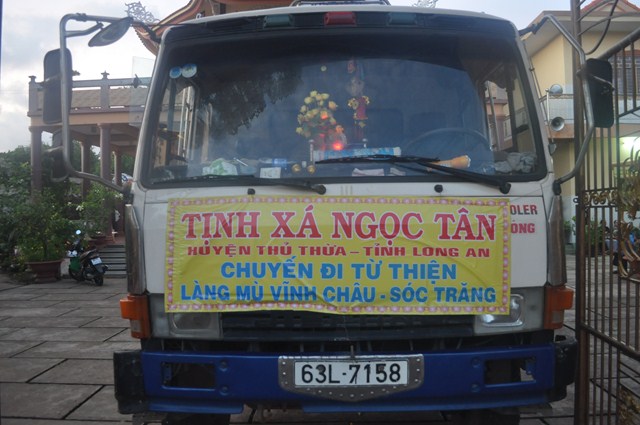 TỊNH XÁ NGỌC TÂN
HUYỆN THỦ THỪA - TỈNH LONG AN
CHUYẾN ĐI TỪ THIỆN
LÀNG MÙ VĨNH CHÂU - SÓC TRĂNG
63L-7158